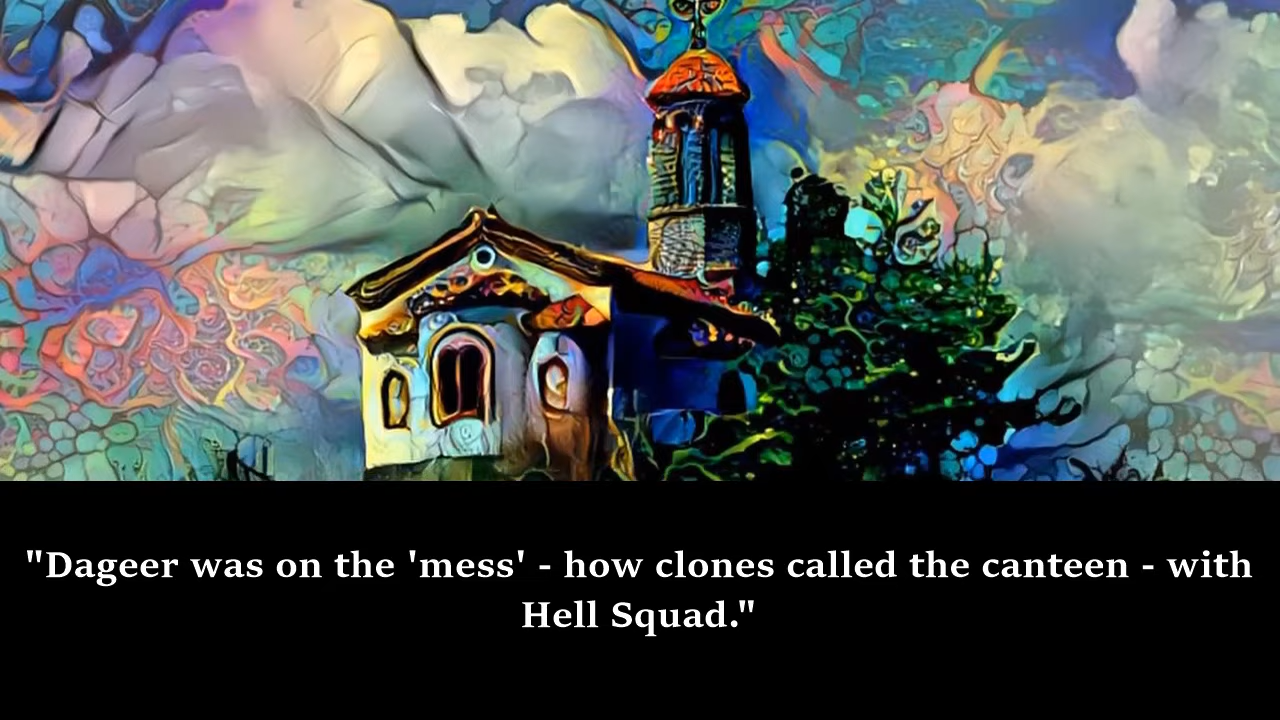 "Dageer was on the 'mess' - how clones called the canteen - with
Hell Squad."